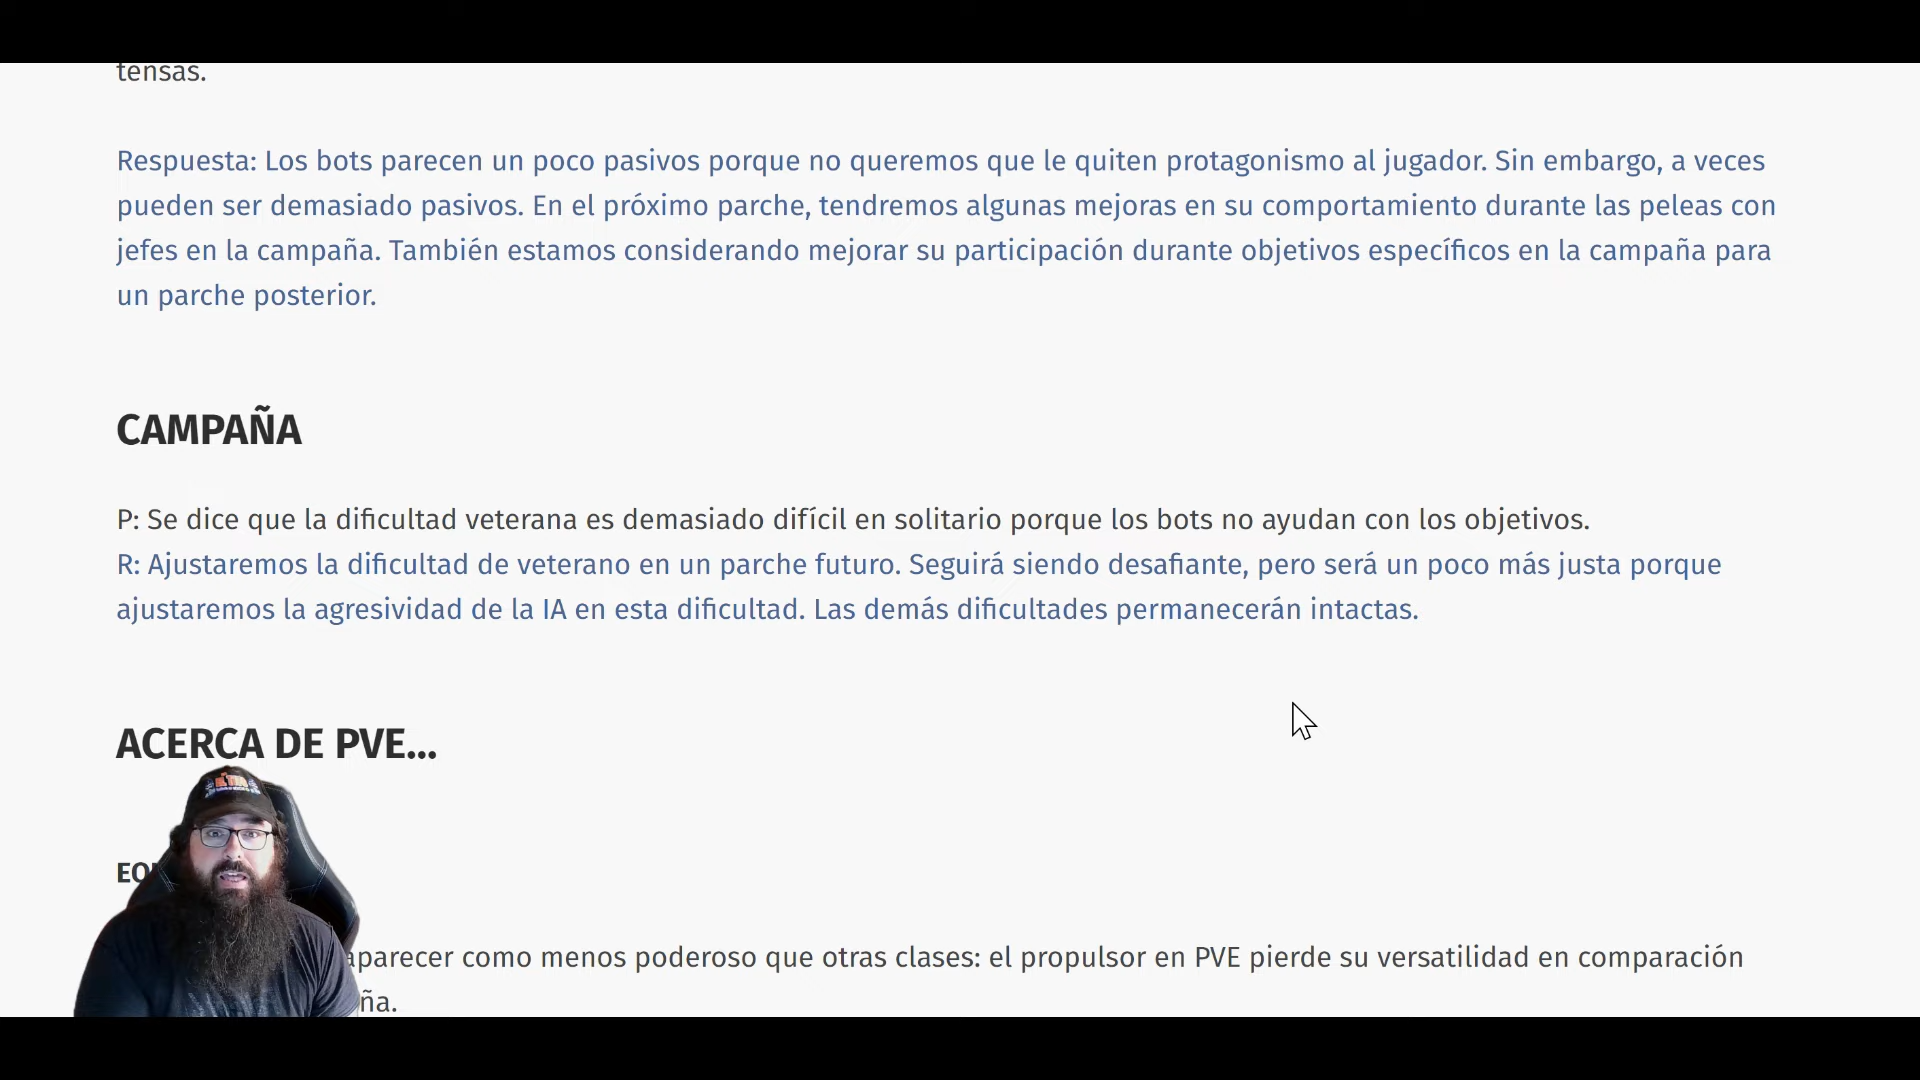 tensas.
Respuesta: Los bots parecen un poco pasivos porque no queremos que le quiten protagonismo al jugador. Sin embargo, a veces
pueden ser demasiado pasivos. En el próximo parche, tendremos algunas mejoras en su comportamiento durante las peleas con
jefes en la campaña. También estamos considerando mejorar su participación durante objetivos específicos en la campaña para
un parche posterior.
CAMPAÑA
P: Se dice que la dificultad veterana es demasiado difícil en solitario porque los bots no ayudan con los objetivos.
R: Ajustaremos la dificultad de veterano en un parche futuro. Seguirá siendo desafiante, pero será un poco más justa porque
ajustaremos la agresividad de la IA en esta dificultad. Las demás dificultades permanecerán intactas.
ACERCA DE PVE...
aparecer como menos poderoso que otras clases: el propulsor en PVE pierde su versatilidad en comparación